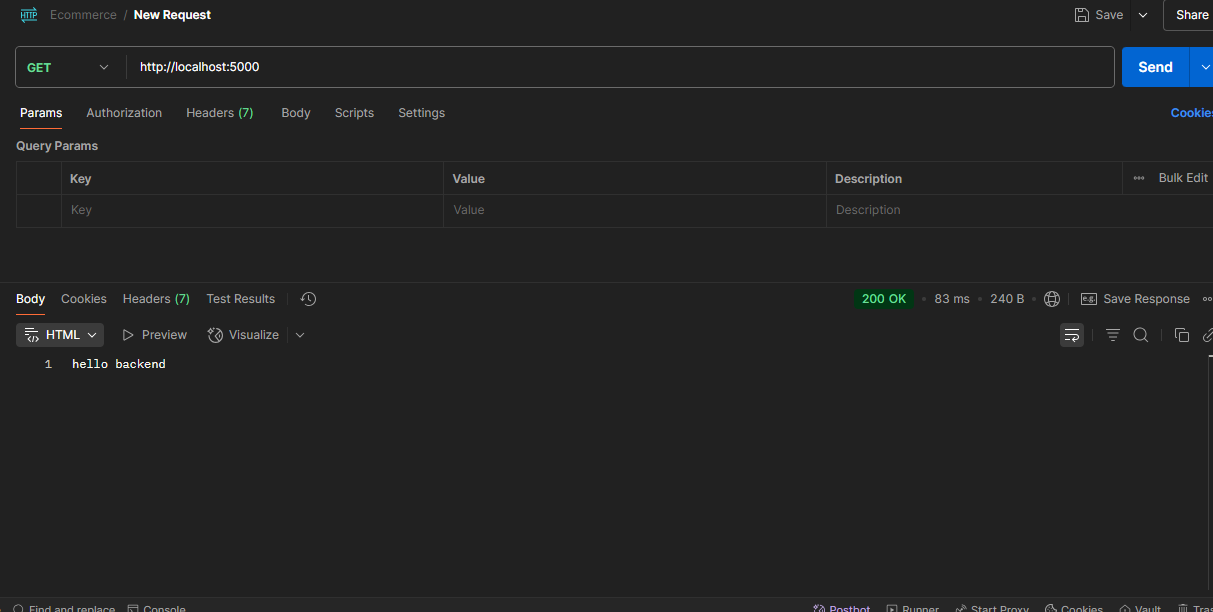 HTTP Ecommerce / New Request Save Share
GET http://localhost:5000 Send
Params Authorization Headers (7) Body Scripts Settings Cookies
Query Params
Key Value Description Bulk Edit
Key Value Description
Body Cookies Headers (7) Test Results 200 OK • 83 ms • 240 B • e.g. Save Response
HTML Preview Visualize
1 hello backend
Find and replace Console Postbot Runner Start Proxy Cookies Vault Tras